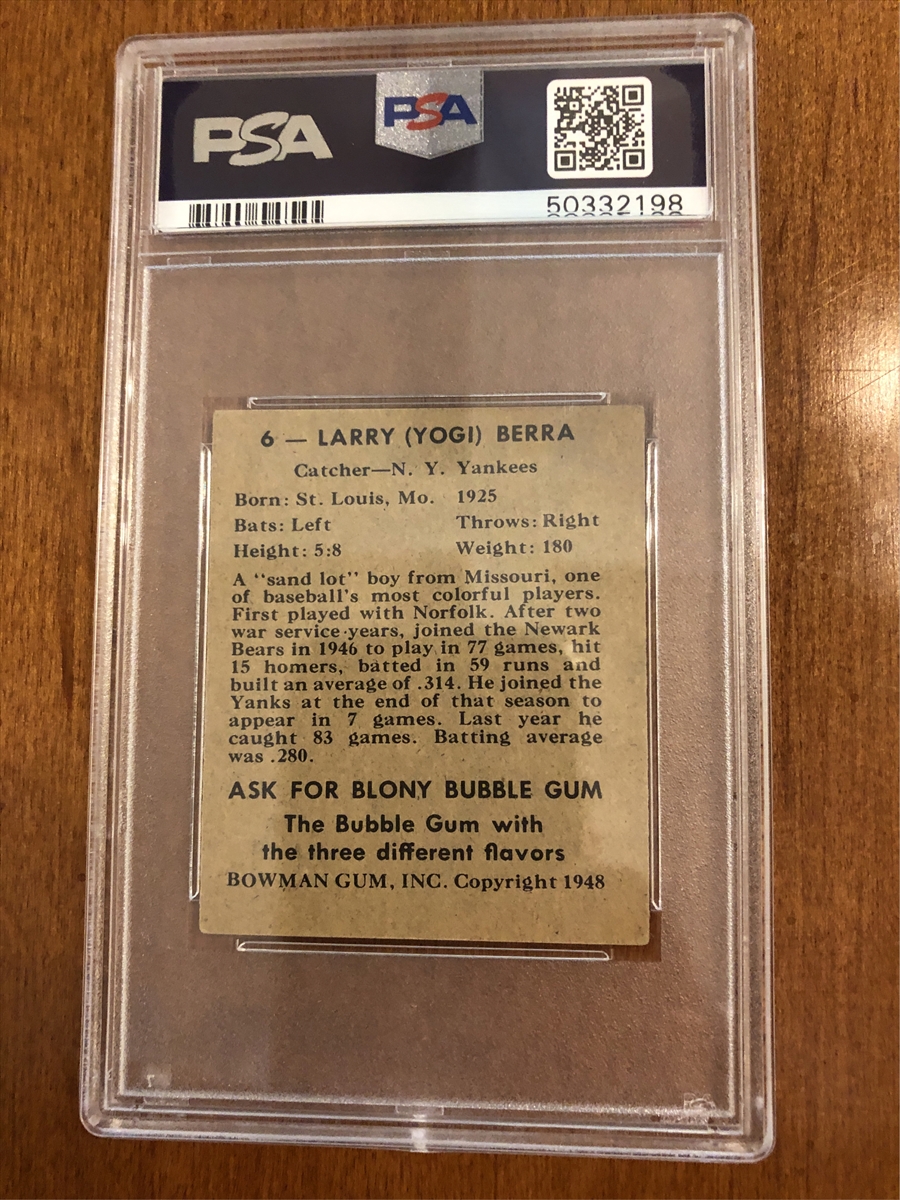 PSA
PSA
50332198
6 — LARRY (YOGI) BERRA
Catcher—N. Y. Yankees
Born: St. Louis, Mo. 1925
Bats: Left Throws: Right
Height: 5:8 Weight: 180
A "sand lot" boy from Missouri, one
of baseball's most colorful players.
First played with Norfolk. After two
war service years, joined the Newark
Bears in 1946 to play in 77 games, hit
15 homers, batted in 59 runs and
built an average of .314. He joined the
Yanks at the end of that season to
appear in 7 games. Last year he
caught 83 games. Batting average
was .280.
ASK FOR BLONY BUBBLE GUM
The Bubble Gum with
the three different flavors
BOWMAN GUM, INC. Copyright 1948